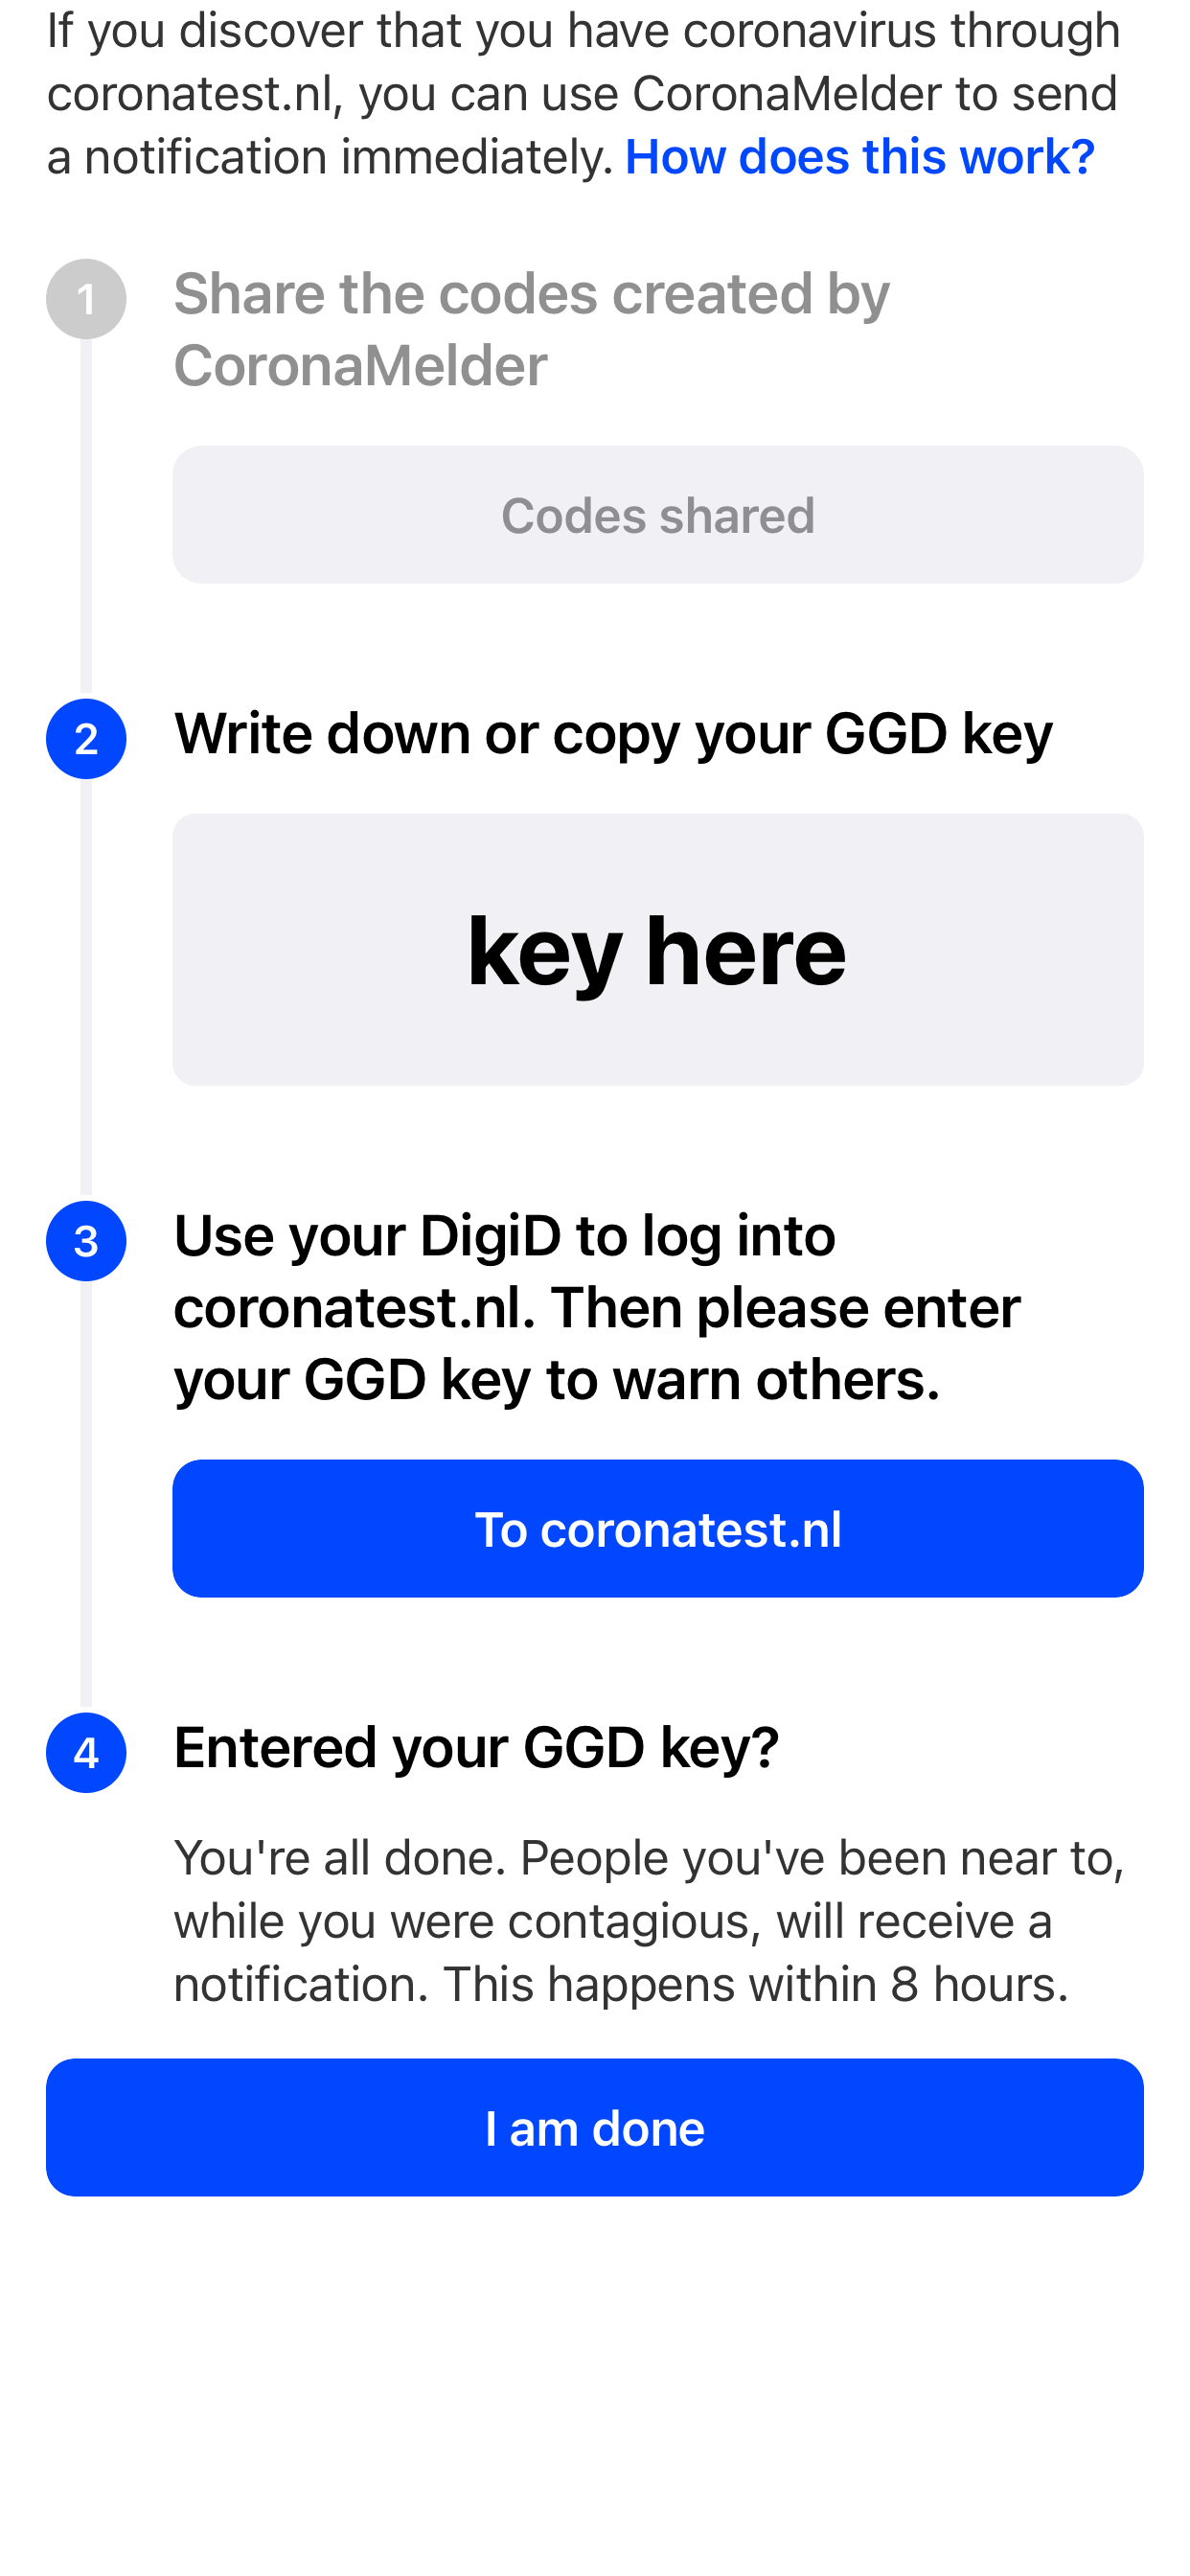 If you discover that you have coronavirus through
coronatest.nl, you can use CoronaMelder to send
a notification immediately. How does this work?
1
Share the codes created by
CoronaMelder
Codes shared
2
Write down or copy your GGD key
key here
3
Use your DigiD to log into
coronatest.nl. Then please enter
your GGD key to warn others.
To coronatest.nl
4
Entered your GGD key?
You're all done. People you've been near to,
while you were contagious, will receive a
notification. This happens within 8 hours.
I am done